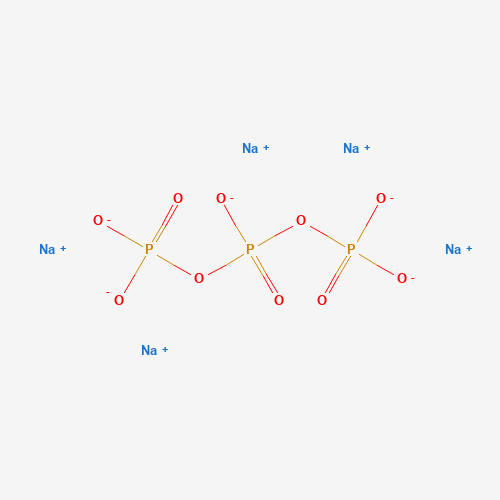 Na + Na +
O O - O -
O - O
Na + P P P Na +
O O -
- O O O
Na +